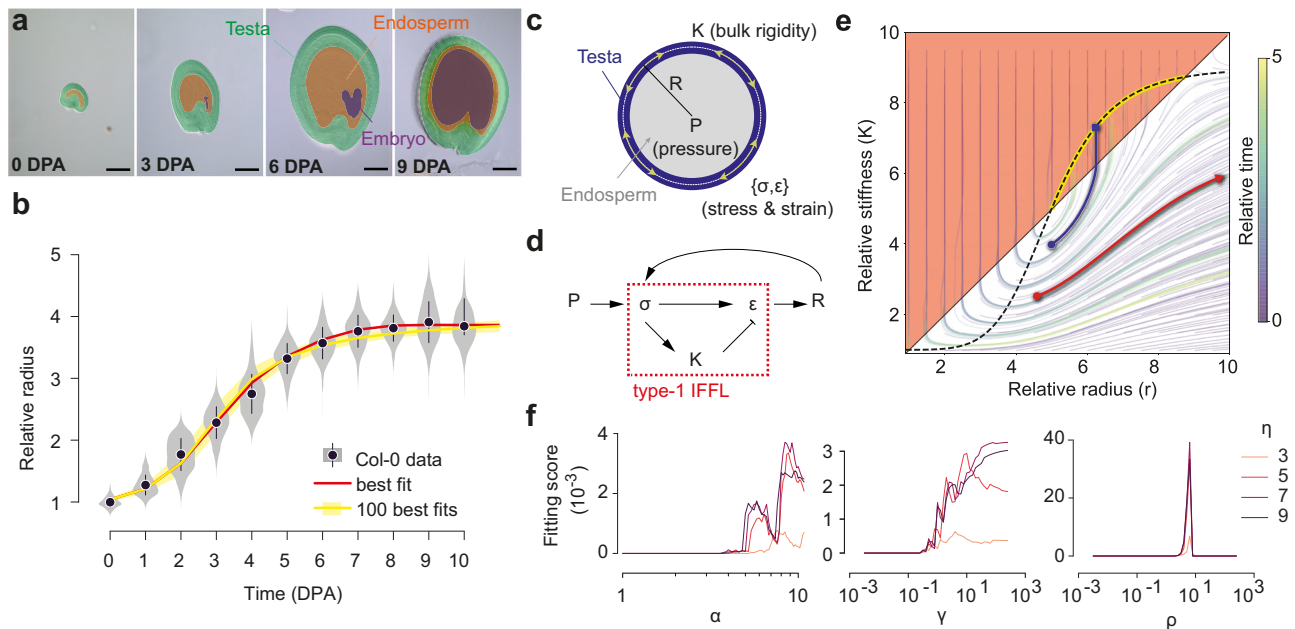 a
Testa
Endosperm
Embryo
0 DPA
3 DPA
6 DPA
9 DPA
b
Relative radius
5
4
3
2
1
Col-0 data
best fit
100 best fits
0 1 2 3 4 5 6 7 8 9 10
Time (DPA)
c
K (bulk rigidity)
Testa
R
P
(pressure)
Endosperm
{σ,ε}
(stress & strain)
d
P
σ
ε
R
K
type-1 IFFL
e
Relative stiffness (K)
10
8
6
4
2
2 4 6 8 10
Relative radius (r)
5
0
Relative time
f
Fitting score
(10⁻³)
4
2
0
1 10
α
3
2
1
0
10⁻³ 10⁻¹ 10¹ 10³
γ
40
20
0
10⁻³ 10⁻¹ 10¹ 10³
ρ
η
3
5
7
9